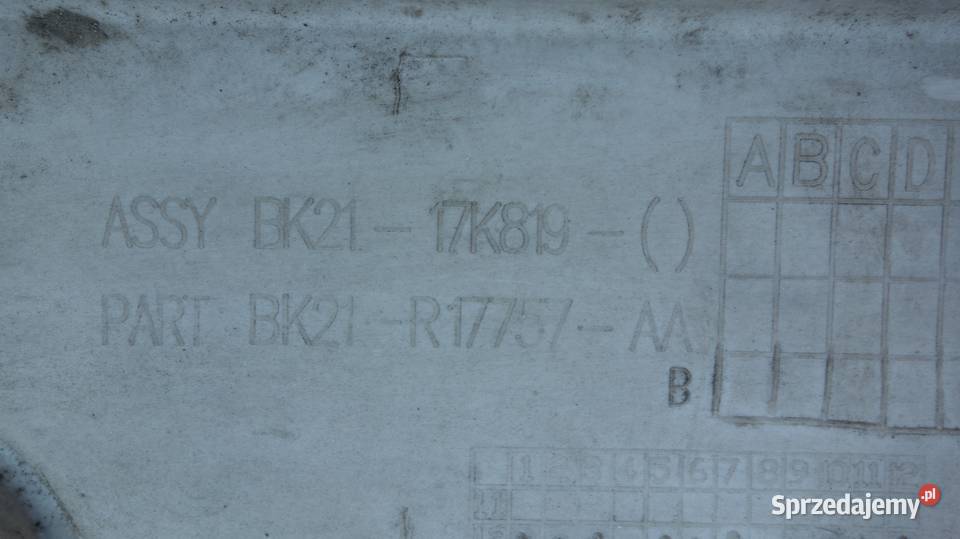 A B C D
ASSY BK21-17K819-( )
PART BK21-R17757-AA
B
1 2 3 4 5 6 7 8 9 10 11 12
Sprzedajemy.pl